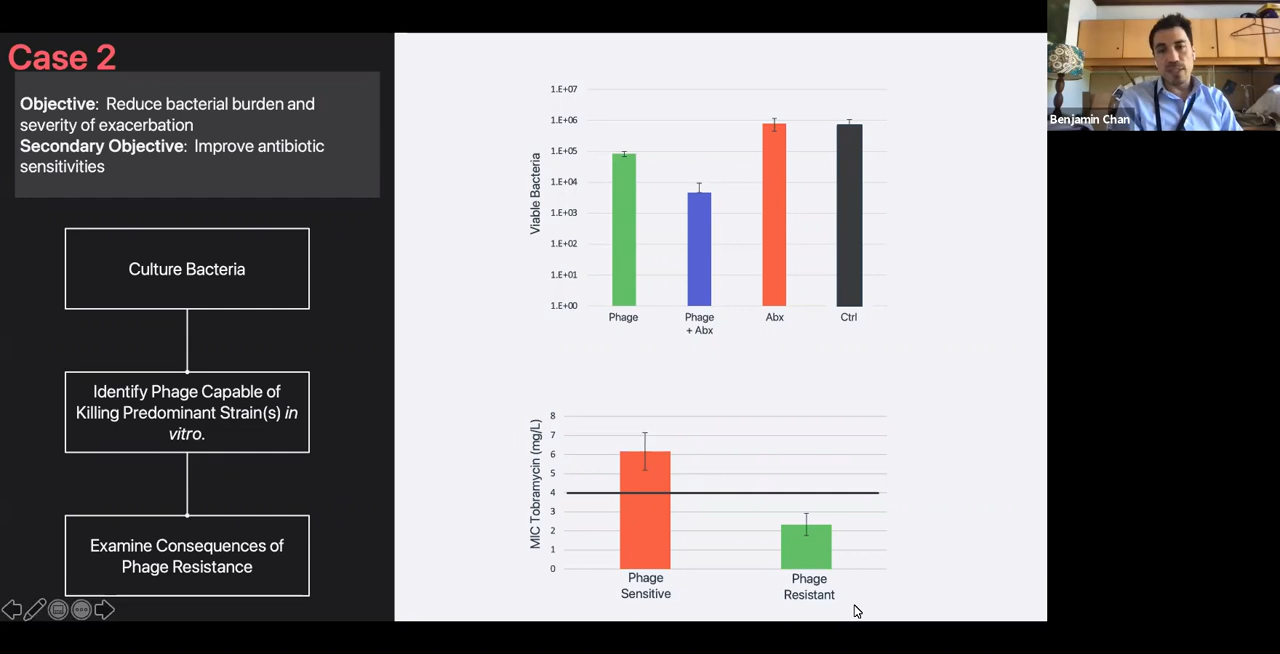 Case 2
Objective: Reduce bacterial burden and
severity of exacerbation
Secondary Objective: Improve antibiotic
sensitivities
Culture Bacteria
Identify Phage Capable of
Killing Predominant Strain(s) in
vitro.
Examine Consequences of
Phage Resistance
Viable Bacteria
1.E+07
1.E+06
1.E+05
1.E+04
1.E+03
1.E+02
1.E+01
1.E+00
Phage
Phage
+ Abx
Abx
Ctrl
MIC Tobramycin (mg/L)
8
7
6
5
4
3
2
1
0
Phage
Sensitive
Phage
Resistant
Benjamin Chan